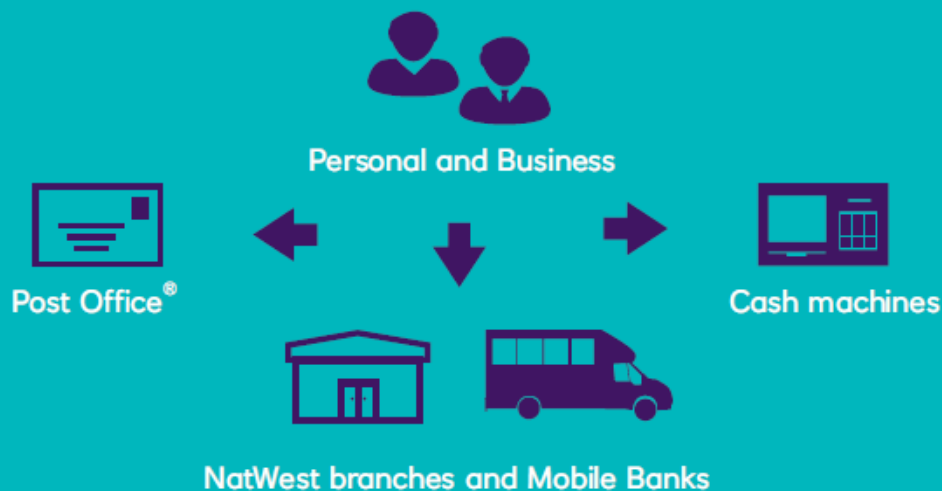 Personal and Business
Post Office®
Cash machines
NatWest branches and Mobile Banks